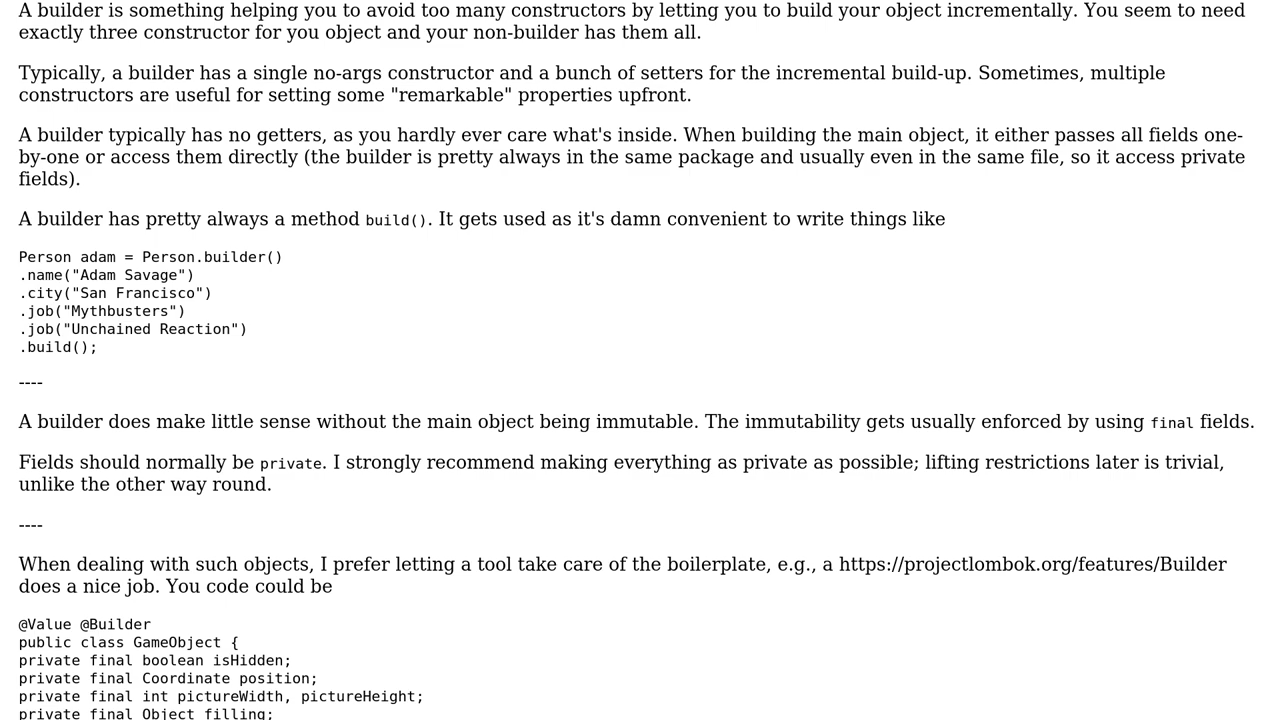 A builder is something helping you to avoid too many constructors by letting you to build your object incrementally. You seem to need
exactly three constructor for you object and your non-builder has them all.
Typically, a builder has a single no-args constructor and a bunch of setters for the incremental build-up. Sometimes, multiple
constructors are useful for setting some "remarkable" properties upfront.
A builder typically has no getters, as you hardly ever care what's inside. When building the main object, it either passes all fields one-
by-one or access them directly (the builder is pretty always in the same package and usually even in the same file, so it access private
fields).
A builder has pretty always a method build(). It gets used as it's damn convenient to write things like
Person adam = Person.builder()
.name("Adam Savage")
.city("San Francisco")
.job("Mythbusters")
.job("Unchained Reaction")
.build();
----
A builder does make little sense without the main object being immutable. The immutability gets usually enforced by using final fields.
Fields should normally be private. I strongly recommend making everything as private as possible; lifting restrictions later is trivial,
unlike the other way round.
----
When dealing with such objects, I prefer letting a tool take care of the boilerplate, e.g., a https://projectlombok.org/features/Builder
does a nice job. You code could be
@Value @Builder
public class GameObject {
private final boolean isHidden;
private final Coordinate position;
private final int pictureWidth, pictureHeight;
private final Object filling;